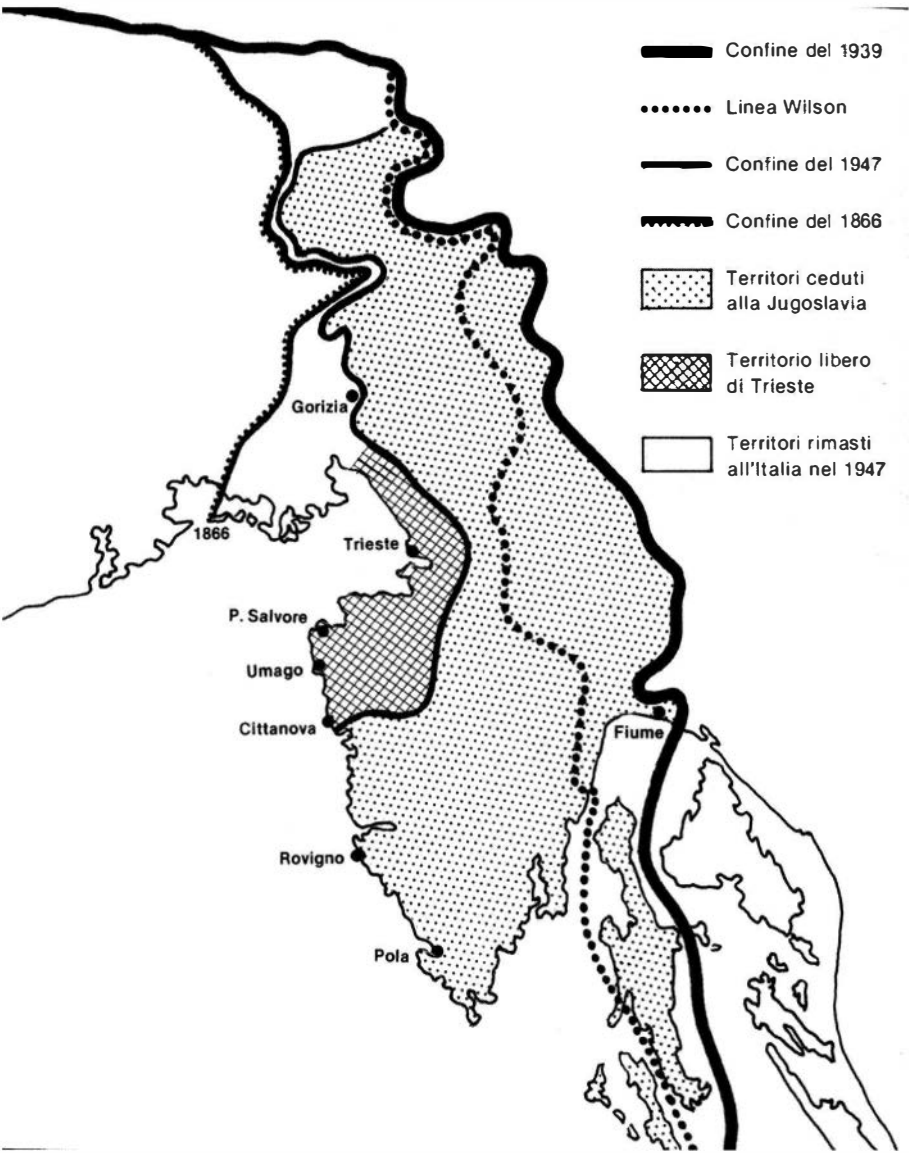 Confine del 1939
Linea Wilson
Confine del 1947
Confine del 1866
Territori ceduti
alla Jugoslavia
Territorio libero
di Trieste
Territori rimasti
all'Italia nel 1947
Gorizia
1866
Trieste
P. Salvore
Umago
Cittanova
Fiume
Rovigno
Pola